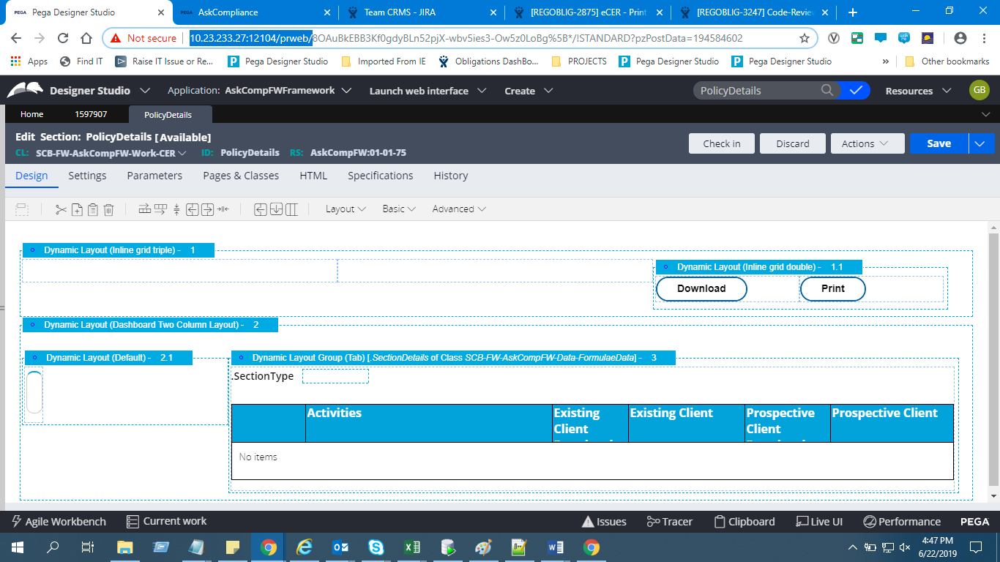 PEGA Pega Designer Studio
PEGA AskCompliance
Team CRMS - JIRA
[REGOBLIG-2875] eCER - Print
[REGOBLIG-3247] Code-Review
Not secure 10.23.233.27:12104/prweb/8OAuBkEBB3Kf0gdyBLn52pjX-wbv5ies3-Ow5z0LoBg%5B*/!STANDARD?pzPostData=194584602
Apps Find IT Raise IT Issue or Re... Pega Designer Studio Imported From IE Obligations DashBo... PROJECTS Pega Designer Studio Pega Designer Studio » Other bookmarks
Designer Studio Application: AskCompFWFramework Launch web interface Create PolicyDetails Resources GB
Home 1597907 PolicyDetails
Edit Section: PolicyDetails [Available]
CL: SCB-FW-AskCompFW-Work-CER ID: PolicyDetails RS: AskCompFW:01-01-75
Check in Discard Actions Save
Design Settings Parameters Pages & Classes HTML Specifications History
Layout Basic Advanced
Dynamic Layout (Inline grid triple) - 1
Dynamic Layout (Inline grid double) - 1.1
Download Print
Dynamic Layout (Dashboard Two Column Layout) - 2
Dynamic Layout (Default) - 2.1
Dynamic Layout Group (Tab) [ .SectionDetails of Class SCB-FW-AskCompFW-Data-FormulaeData] - 3
.SectionType
Activities Existing Client Existing Client Prospective Client Prospective Client
No items
Agile Workbench Current work Issues Tracer Clipboard Live UI Performance PEGA
4:47 PM
6/22/2019